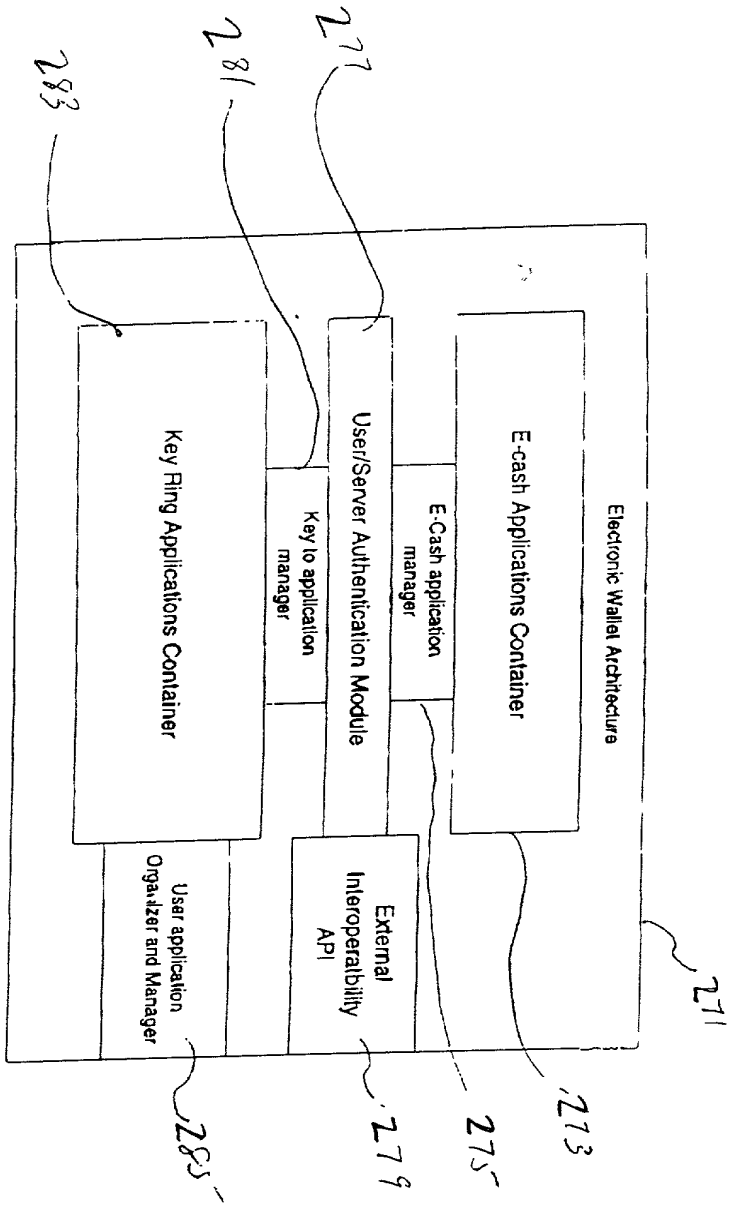 Electronic Wallet Architecture
271
E-cash Applications Container
273
E-Cash application
manager
275
User/Server Authentication Module
277
External
Interoperatbility
API
279
Key to application
manager
281
Key Ring Applications Container
283
User application
Organizer and Manager
285